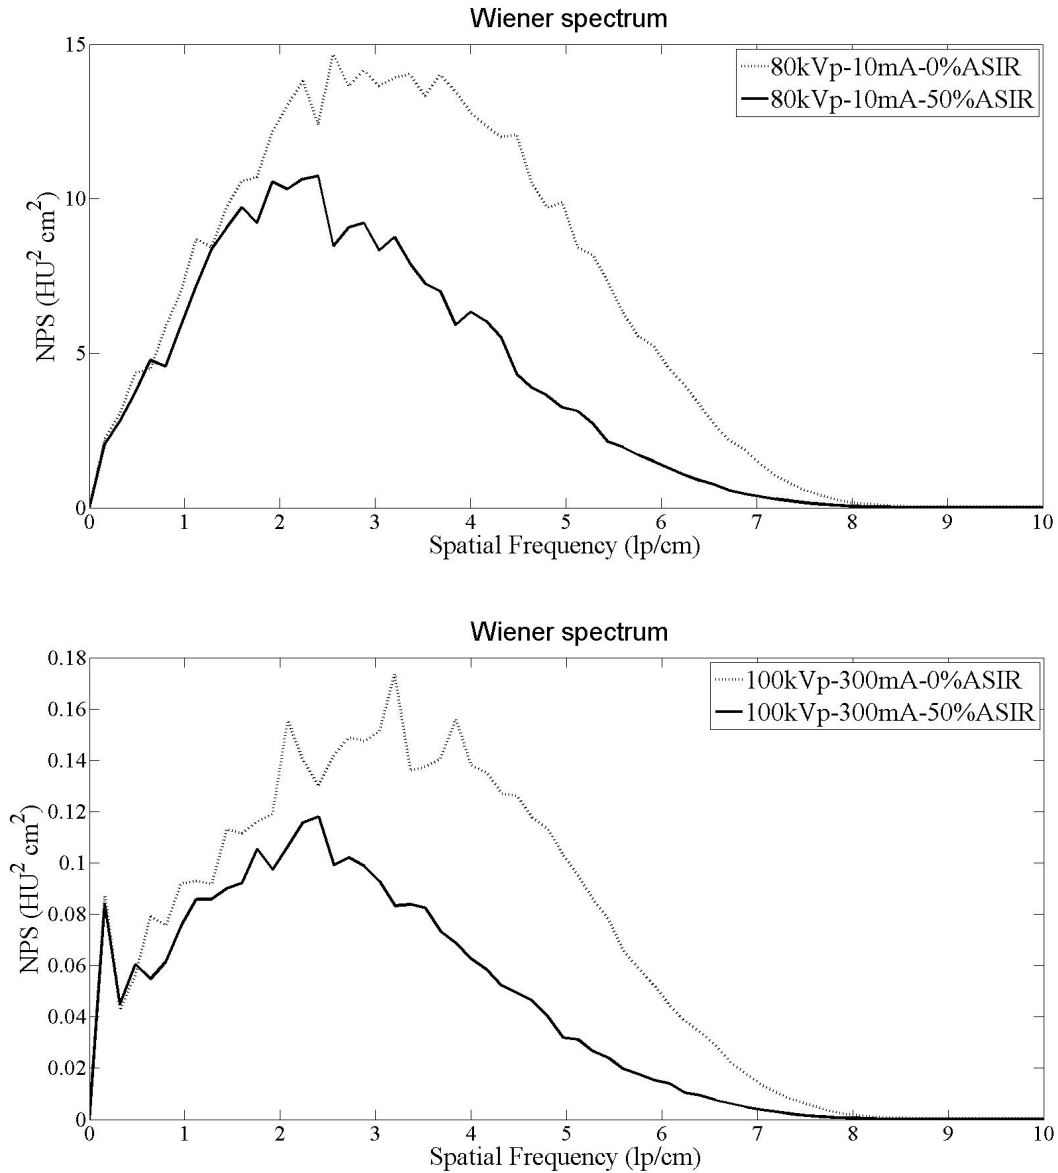 Wiener spectrum
15
10
5
0
NPS (HU² cm²)
80kVp-10mA-0%ASIR
80kVp-10mA-50%ASIR
0 1 2 3 4 5 6 7 8 9 10
Spatial Frequency (lp/cm)
Wiener spectrum
0.18
0.16
0.14
0.12
0.1
0.08
0.06
0.04
0.02
0
NPS (HU² cm²)
100kVp-300mA-0%ASIR
100kVp-300mA-50%ASIR
0 1 2 3 4 5 6 7 8 9 10
Spatial Frequency (lp/cm)